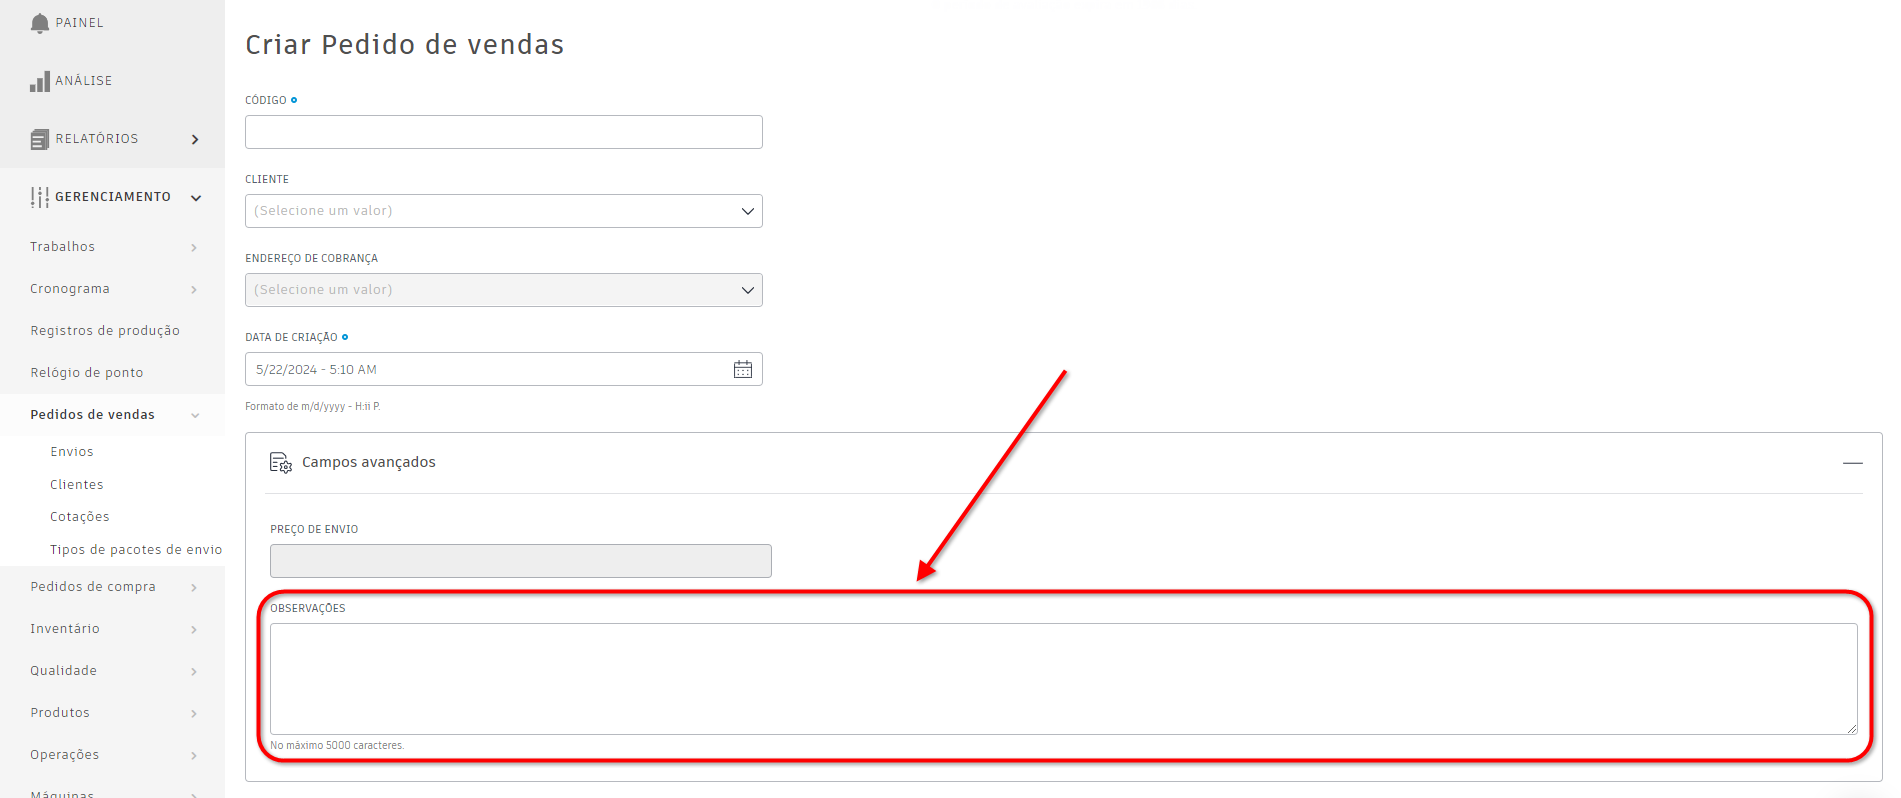 PAINEL
ANÁLISE
RELATÓRIOS
GERENCIAMENTO
Trabalhos
Cronograma
Registros de produção
Relógio de ponto
Pedidos de vendas
Envios
Clientes
Cotações
Tipos de pacotes de envio
Pedidos de compra
Inventário
Qualidade
Produtos
Operações
Máquinas
Criar Pedido de vendas
CÓDIGO
CLIENTE
(Selecione um valor)
ENDEREÇO DE COBRANÇA
(Selecione um valor)
DATA DE CRIAÇÃO
5/22/2024 - 5:10 AM
Formato de m/d/yyyy - H:ii P.
Campos avançados
PREÇO DE ENVIO
OBSERVAÇÕES
No máximo 5000 caracteres.